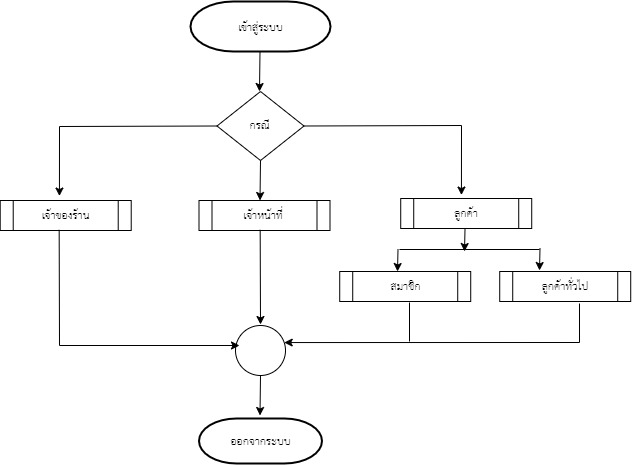 เข้าสู่ระบบ
กรณี
เจ้าของร้าน
เจ้าหน้าที่
ลูกค้า
สมาชิก
ลูกค้าทั่วไป
ออกจากระบบ